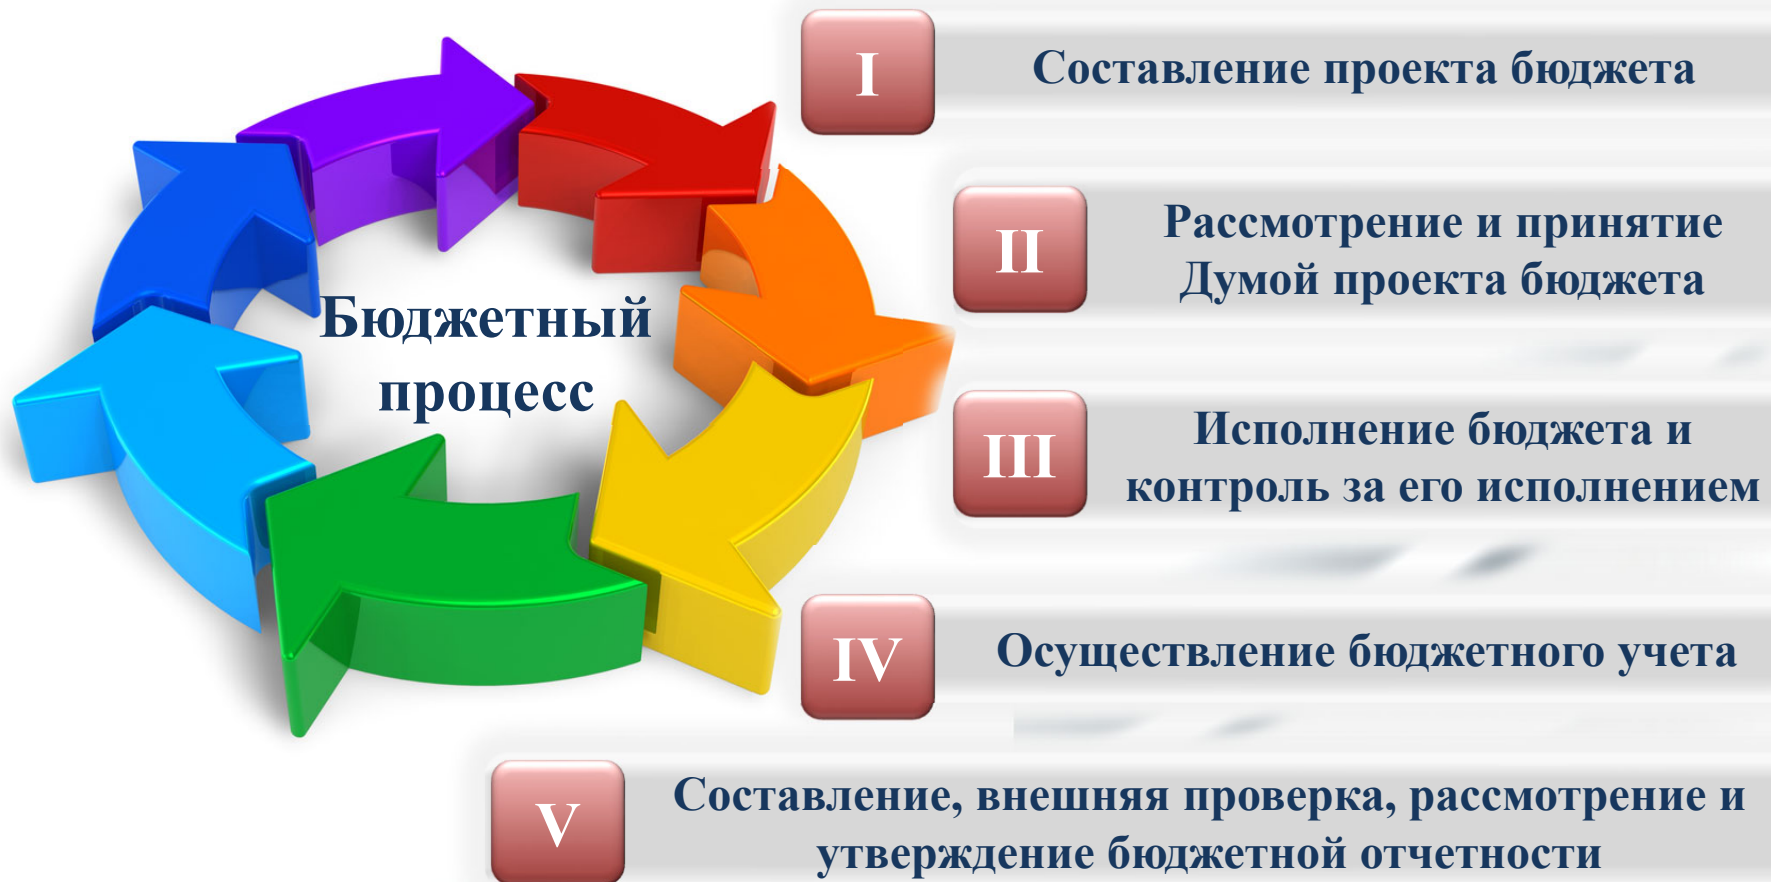 Бюджетный
процесс
I
Составление проекта бюджета
II
Рассмотрение и принятие
Думой проекта бюджета
III
Исполнение бюджета и
контроль за его исполнением
IV
Осуществление бюджетного учета
V
Составление, внешняя проверка, рассмотрение и
утверждение бюджетной отчетности